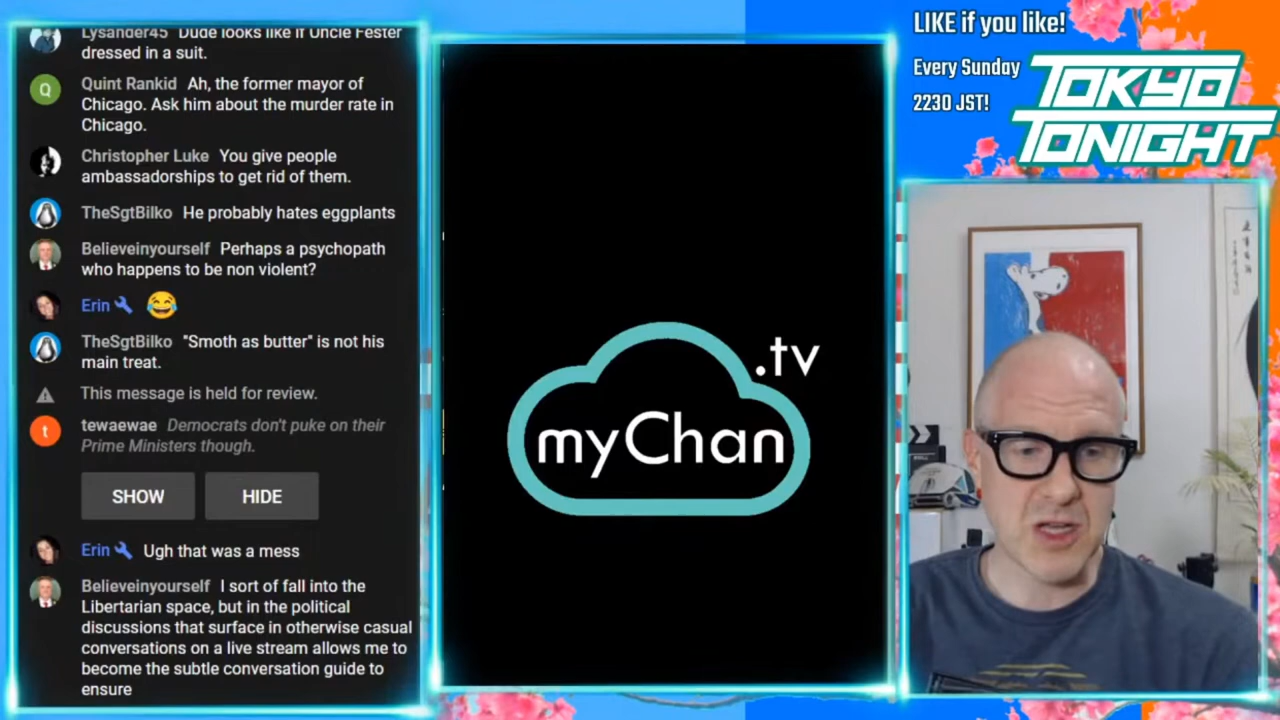 Lysander45 Dude looks like if Uncle Fester
dressed in a suit.
Q
Quint Rankid Ah, the former mayor of
Chicago. Ask him about the murder rate in
Chicago.
Christopher Luke You give people
ambassadorships to get rid of them.
TheSgtBilko He probably hates eggplants
Believeinyourself Perhaps a psychopath
who happens to be non violent?
Erin
TheSgtBilko "Smoth as butter" is not his
main treat.
This message is held for review.
t
tewaewae Democrats don't puke on their
Prime Ministers though.
SHOW HIDE
Erin Ugh that was a mess
Believeinyourself I sort of fall into the
Libertarian space, but in the political
discussions that surface in otherwise casual
conversations on a live stream allows me to
become the subtle conversation guide to
ensure
.tv
myChan
LIKE if you like!
Every Sunday
2230 JST!
TOKYO
TONIGHT